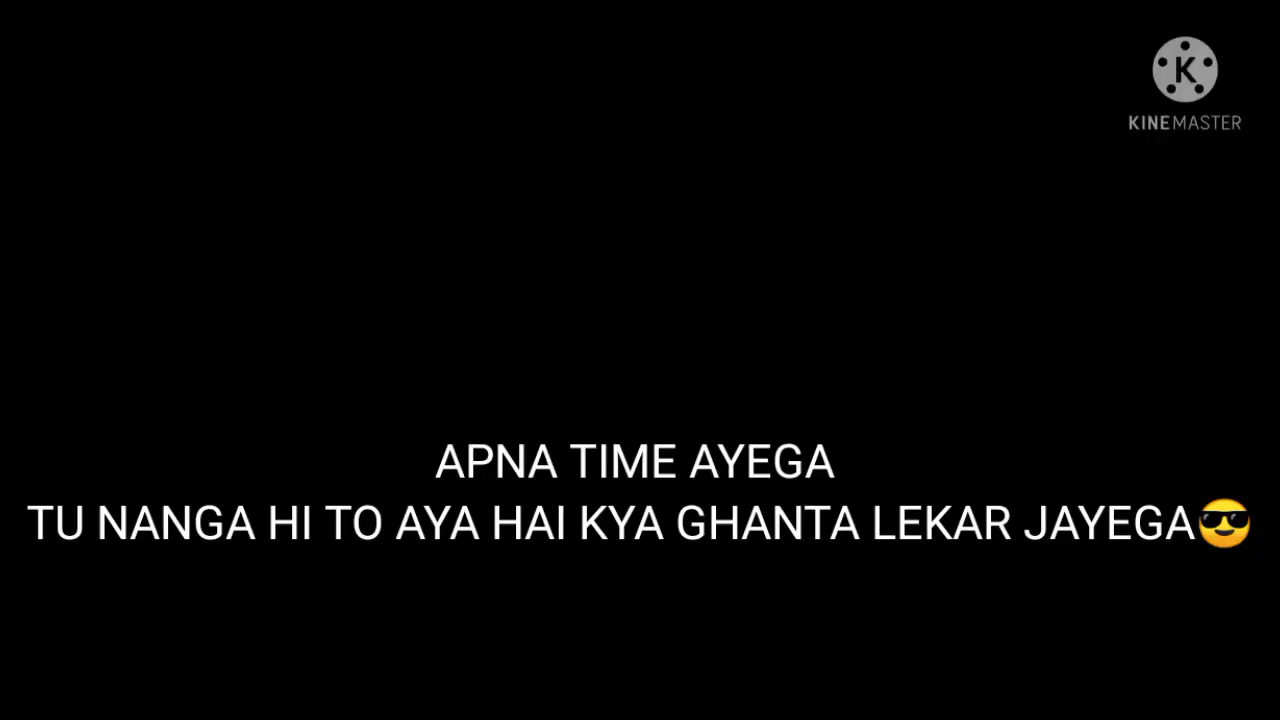 K
KINEMASTER
APNA TIME AYEGA
TU NANGA HI TO AYA HAI KYA GHANTA LEKAR JAYEGA😎